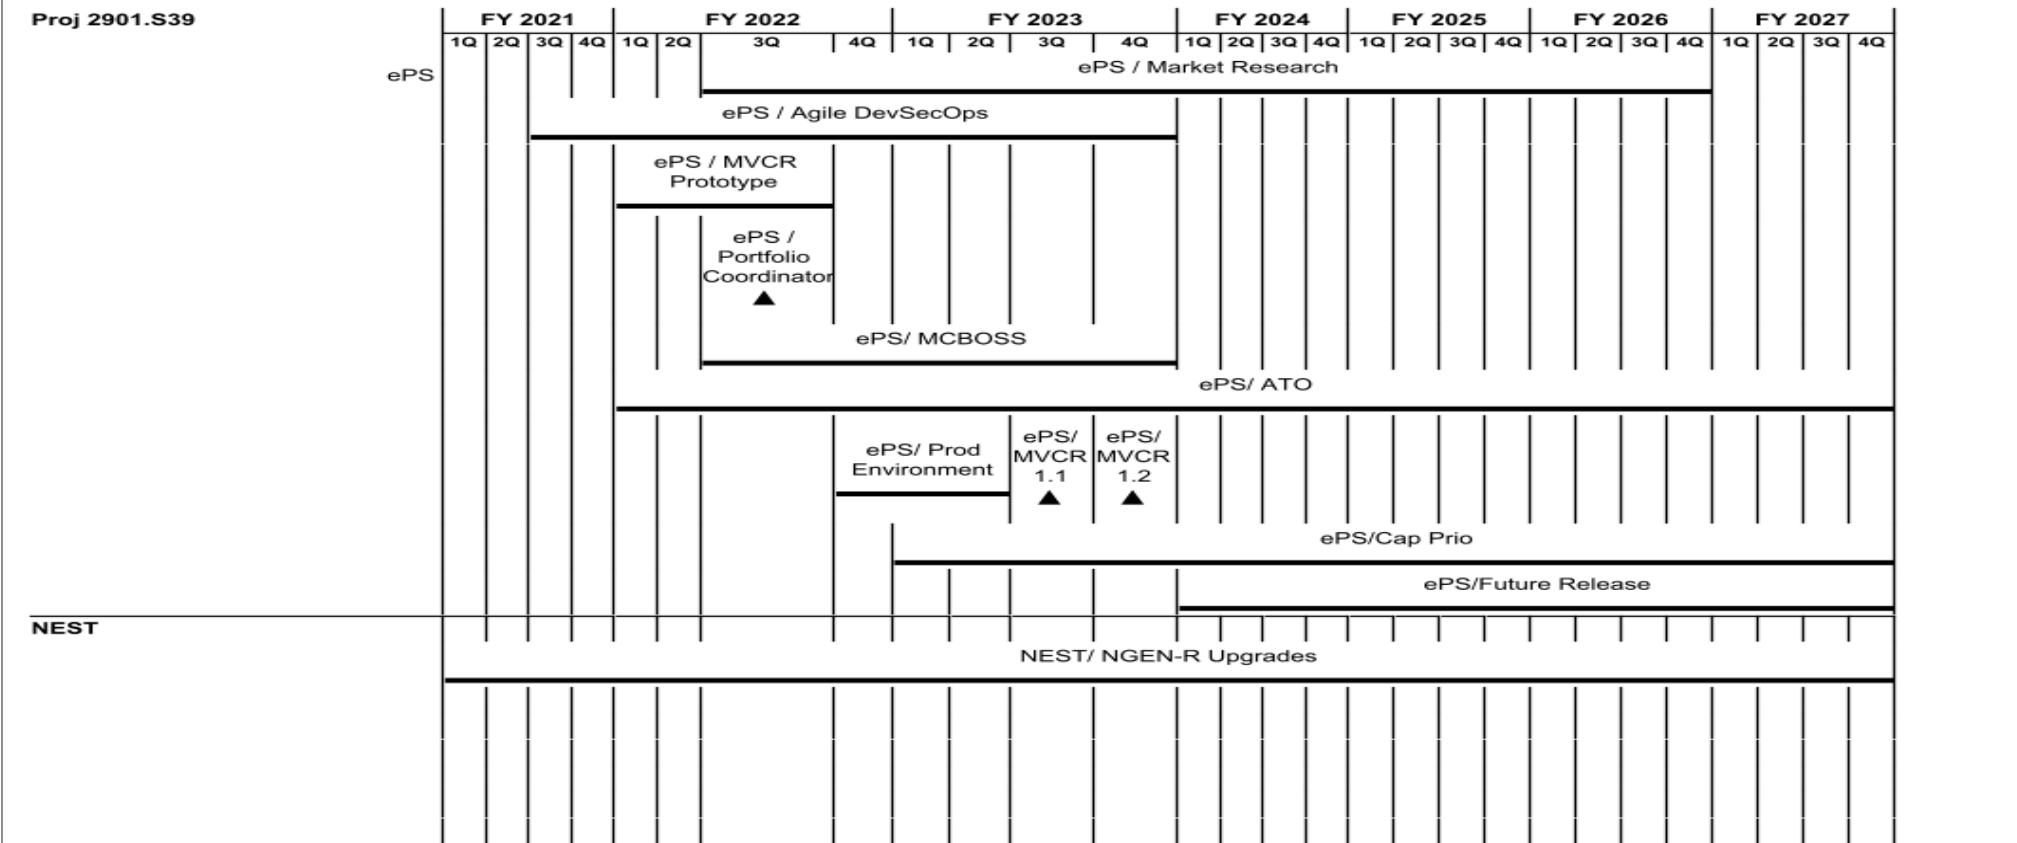 Proj 2901.S39
FY 2021 FY 2022 FY 2023 FY 2024 FY 2025 FY 2026 FY 2027
1Q 2Q 3Q 4Q 1Q 2Q 3Q 4Q 1Q 2Q 3Q 4Q 1Q 2Q 3Q 4Q 1Q 2Q 3Q 4Q 1Q 2Q 3Q 4Q 1Q 2Q 3Q 4Q
ePS
ePS / Market Research
ePS / Agile DevSecOps
ePS / MVCR
Prototype
ePS /
Portfolio
Coordinator
ePS/ MCBOSS
ePS/ ATO
ePS/ Prod
Environment
ePS/
MVCR
1.1
ePS/
MVCR
1.2
ePS/Cap Prio
ePS/Future Release
NEST
NEST/ NGEN-R Upgrades